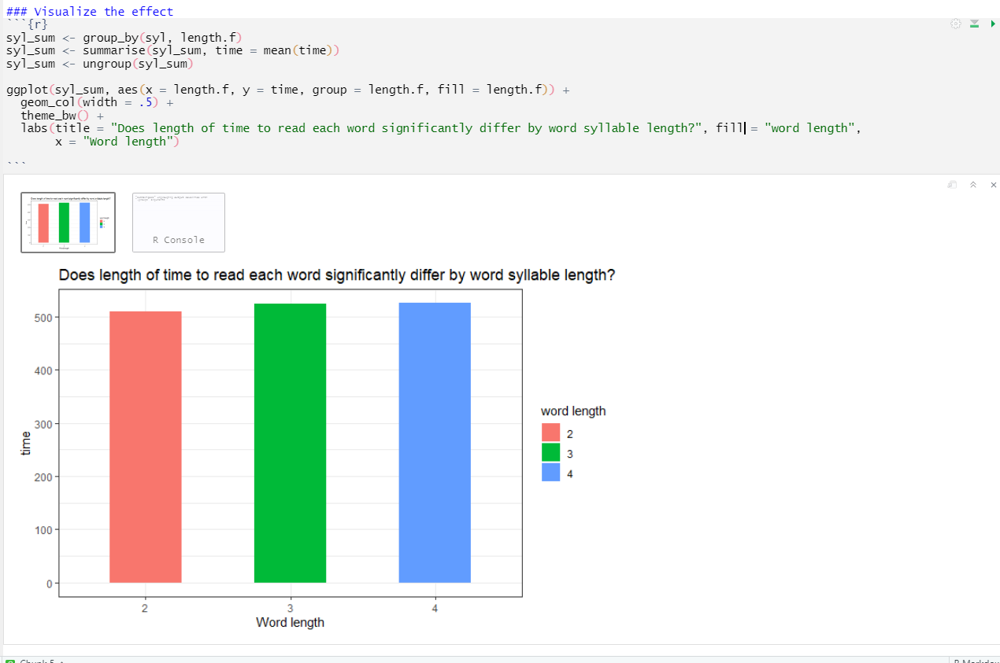 ### Visualize the effect
```{r}
syl_sum <- group_by(syl, length.f)
syl_sum <- summarise(syl_sum, time = mean(time))
syl_sum <- ungroup(syl_sum)
ggplot(syl_sum, aes(x = length.f, y = time, group = length.f, fill = length.f)) +
geom_col(width = .5) +
theme_bw() +
labs(title = "Does length of time to read each word significantly differ by word syllable length?", fill = "word length",
x = "Word length")
```
R Console
Does length of time to read each word significantly differ by word syllable length?
500
400
300
200
100
0
time
2
3
4
Word length
word length
2
3
4